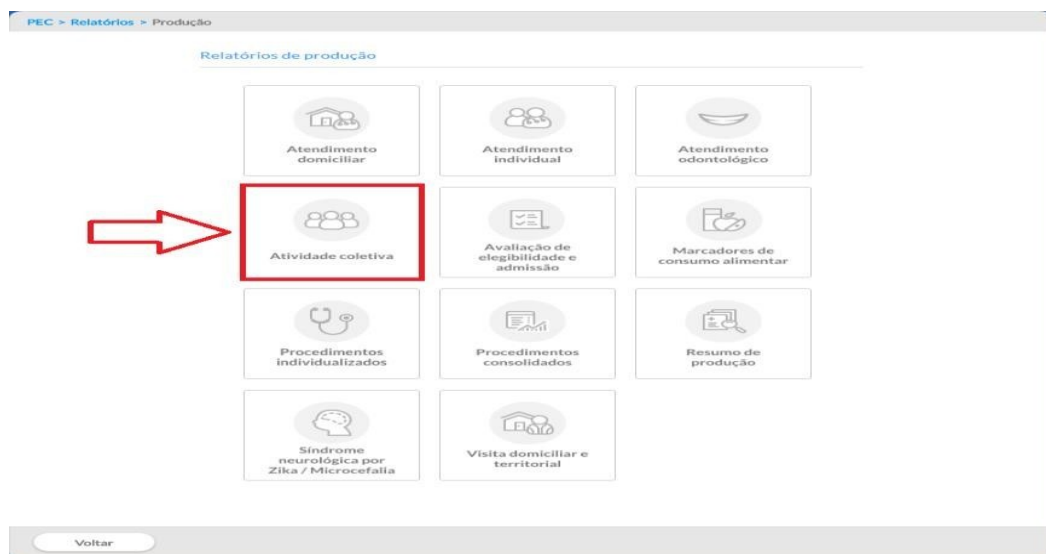 PEC > Relatórios > Produção
Relatórios de produção
Atendimento
domiciliar
Atendimento
individual
Atendimento
odontológico
Atividade coletiva
Avaliação de
elegibilidade e
admissão
Marcadores de
consumo alimentar
Procedimentos
individualizados
Procedimentos
consolidados
Resumo de
produção
Síndrome
neurológica por
Zika / Microcefalia
Visita domiciliar e
territorial
Voltar